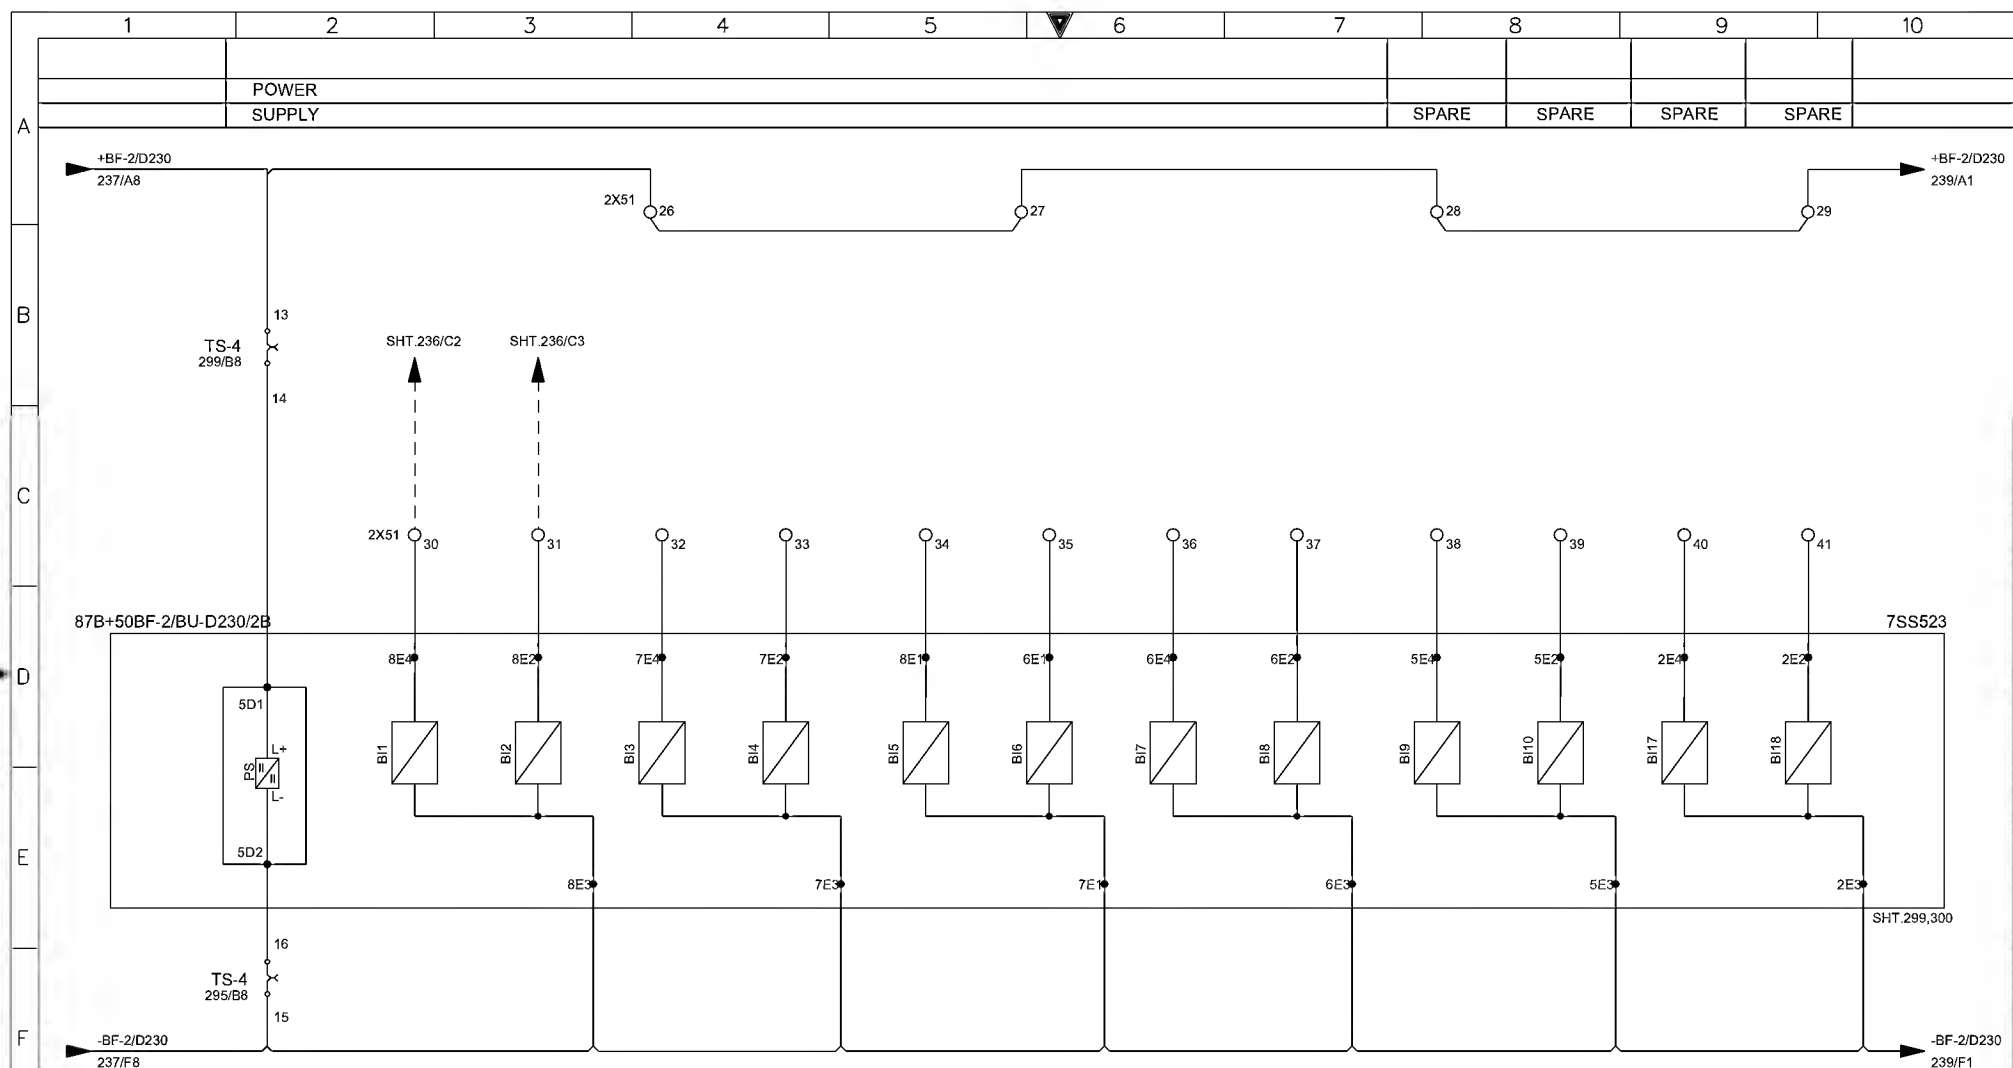 1 2 3 4 5 6 7 8 9 10
POWER
SUPPLY SPARE SPARE SPARE SPARE
A
+BF-2/D230 +BF-2/D230
237/A8 239/A1
2X51 26 27 28 29
B
13
TS-4
299/B8
14
SHT.236/C2 SHT.236/C3
C
2X51 30 31 32 33 34 35 36 37 38 39 40 41
87B+50BF-2/BU-D230/2B 7SS523
D
8E4 8E2 7E4 7E2 8E1 6E1 6E4 6E2 5E4 5E2 2E4 2E2
5D1
BI1 BI2 BI3 BI4 BI5 BI6 BI7 BI8 BI9 BI10 BI17 BI18
L+
PS
L-
E
5D2
8E3 7E3 7E1 6E3 5E3 2E3
SHT.299,300
16
TS-4
295/B8
15
F
-BF-2/D230 -BF-2/D230
237/F8 239/F1